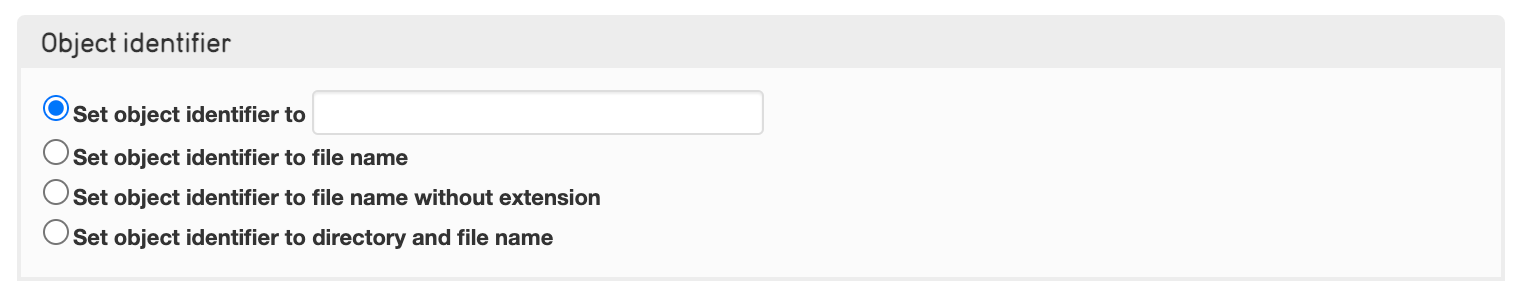 Object identifier
Set object identifier to
Set object identifier to file name
Set object identifier to file name without extension
Set object identifier to directory and file name